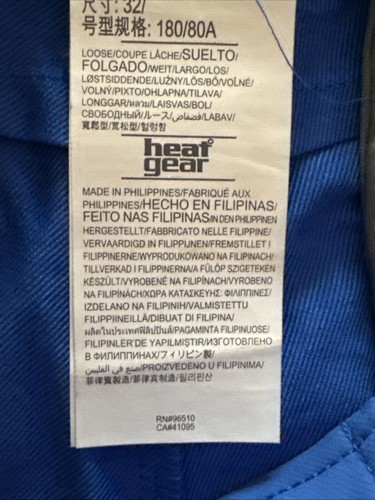 尺寸: 32/
号型规格: 180/80A
LOOSE/COUPE LÂCHE/SUELTO/
FOLGADO/WEIT/LARGO/LÖS/
LØSTSIDDENDE/LUŹNY/LÖS/BŐ/VOLNÉ/
VOLNÝ/PIXTO/OHLAPNA/TILAVA/
LONGGAR/หลวม/LAISVAS/BOL/
СВОБОДНЫЙ/ルース/فضفاض/LABAV/
寬鬆型/宽松型/헐렁함
heat
gear
MADE IN PHILIPPINES/FABRIQUÉ AUX
PHILIPPINES/HECHO EN FILIPINAS/
FEITO NAS FILIPINAS/IN DEN PHILIPPINEN
HERGESTELLT/FABBRICATO NELLE FILIPPINE/
VERVAARDIGD IN FILIPPIJNEN/FREMSTILLET I
FILIPPINERNE/WYPRODUKOWANO NA FILIPINACH/
TILLVERKAD I FILIPPINERNA/A FÜLÖP SZIGETEKEN
KÉSZÜLT/VYROBENÉ NA FILIPÍNACH/VYROBENO
NA FILIPÍNÁCH/ΧΩΡΑ ΚΑΤΑΣΚΕΥΗΣ: ΦΙΛΙΠΠΙΝΕΣ/
IZDELANO NA FILIPINIH/VALMISTETTU
FILIPPIINEILLÄ/DIBUAT DI FILIPINA/
ผลิตในประเทศฟิลิปปินส์/PAGAMINTA FILIPINUOSE/
FILIPINLER'DE YAPILMIŞTIR/ИЗГОТОВЛЕНО
В ФИЛИППИНАХ/フィリピン製/
صنع في الفلبين/PROIZVEDENO U FILIPINIMA/
菲律賓製造/菲律宾制造/필리핀산
RN#96510
CA#41095